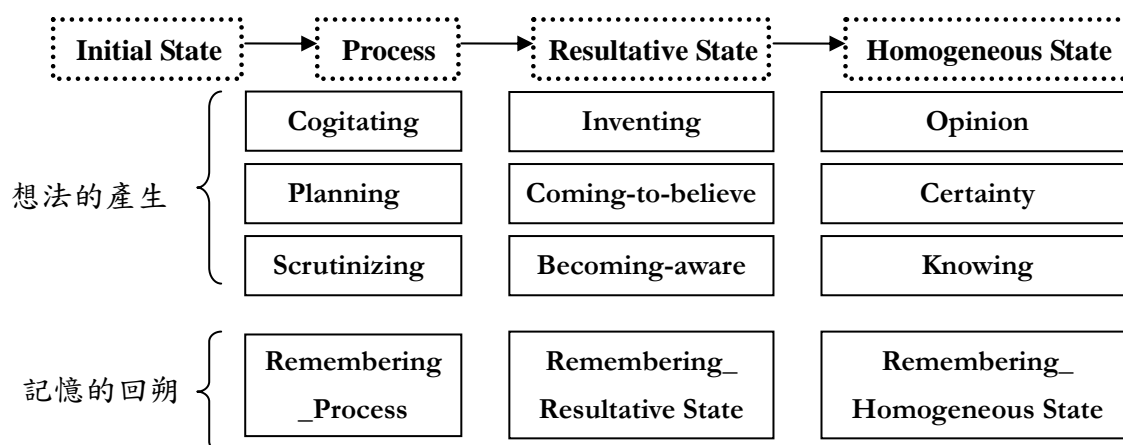 Initial State Process Resultative State Homogeneous State
Cogitating Inventing Opinion
想法的產生 Planning Coming-to-believe Certainty
Scrutinizing Becoming-aware Knowing
記憶的回朔
Remembering
_Process
Remembering_
Resultative State
Remembering_
Homogeneous State